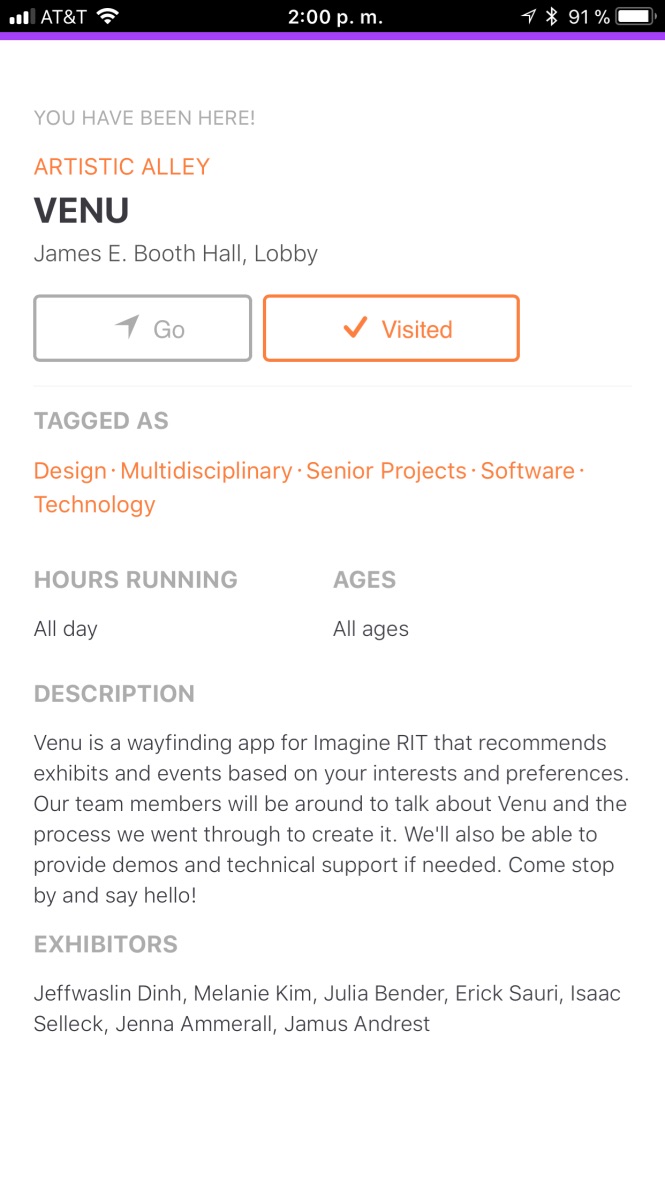 AT&T 2:00 p. m. 91 %
YOU HAVE BEEN HERE!
ARTISTIC ALLEY
VENU
James E. Booth Hall, Lobby
Go Visited
TAGGED AS
Design · Multidisciplinary · Senior Projects · Software ·
Technology
HOURS RUNNING AGES
All day All ages
DESCRIPTION
Venu is a wayfinding app for Imagine RIT that recommends
exhibits and events based on your interests and preferences.
Our team members will be around to talk about Venu and the
process we went through to create it. We'll also be able to
provide demos and technical support if needed. Come stop
by and say hello!
EXHIBITORS
Jeffwaslin Dinh, Melanie Kim, Julia Bender, Erick Sauri, Isaac
Selleck, Jenna Ammerall, Jamus Andrest